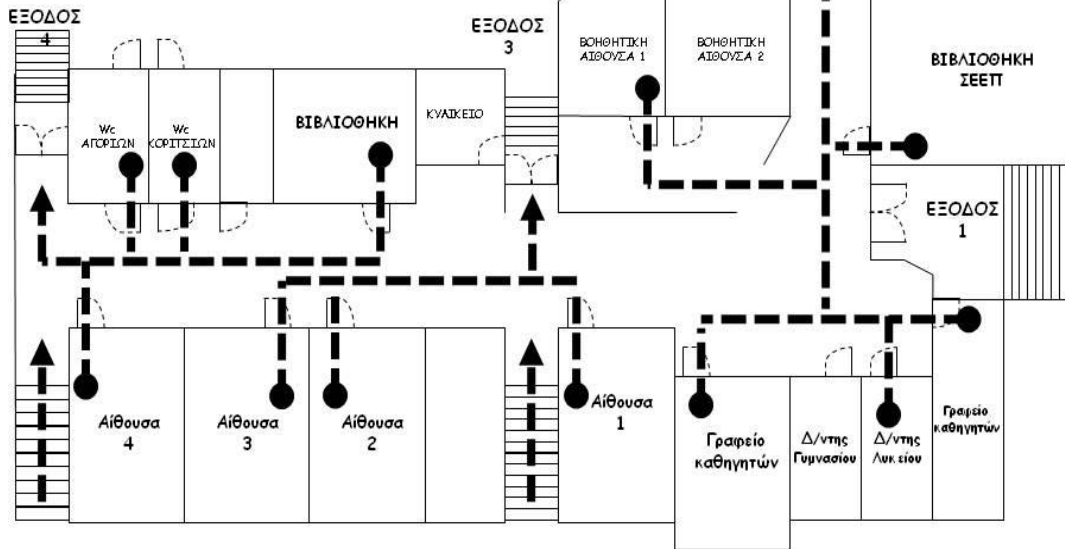 ΕΞΟΔΟΣ
4
ΕΞΟΔΟΣ
3
ΒΟΗΘΗΤΙΚΗ
ΑΙΘΟΥΣΑ 1
ΒΟΗΘΗΤΙΚΗ
ΑΙΘΟΥΣΑ 2
ΒΙΒΛΙΟΘΗΚΗ
ΣΕΕΠ
Wc
ΑΓΟΡΙΩΝ
Wc
ΚΟΡΙΤΣΙΩΝ
ΒΙΒΛΙΟΘΗΚΗ
ΚΥΛΙΚΕΙΟ
ΕΞΟΔΟΣ
1
Αίθουσα
4
Αίθουσα
3
Αίθουσα
2
Αίθουσα
1
Γραφείο
καθηγητών
Δ/ντης
Γυμνασίου
Δ/ντης
Λυκείου
Γραφείο
καθηγητών